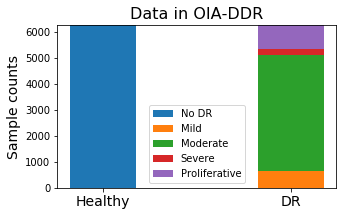 Data in OIA-DDR
Sample counts
6000
5000
4000
3000
2000
1000
0
No DR
Mild
Moderate
Severe
Proliferative
Healthy
DR